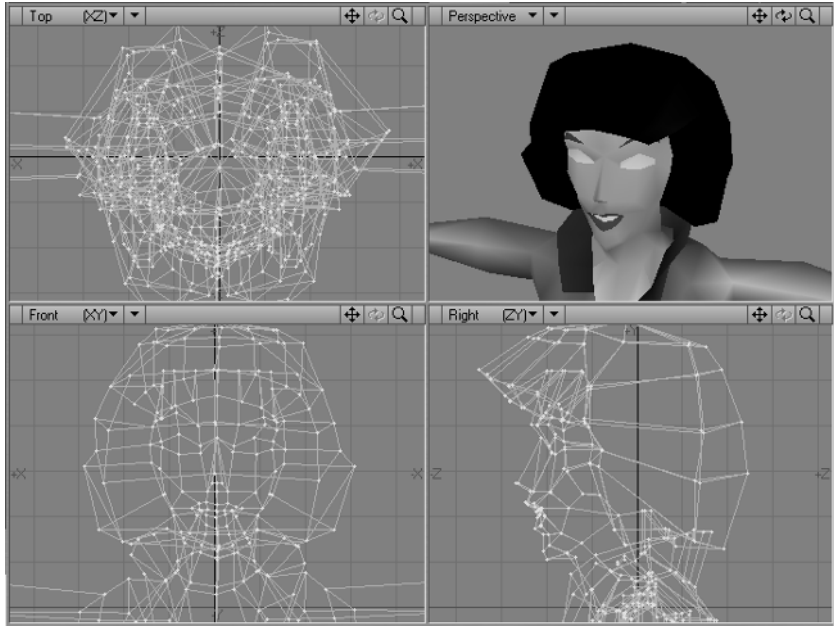 Top (XZ)
Perspective
+Z
-X +X
Front (XY)
Right (ZY)
+Y
+X -X
-Z +Z
-Y